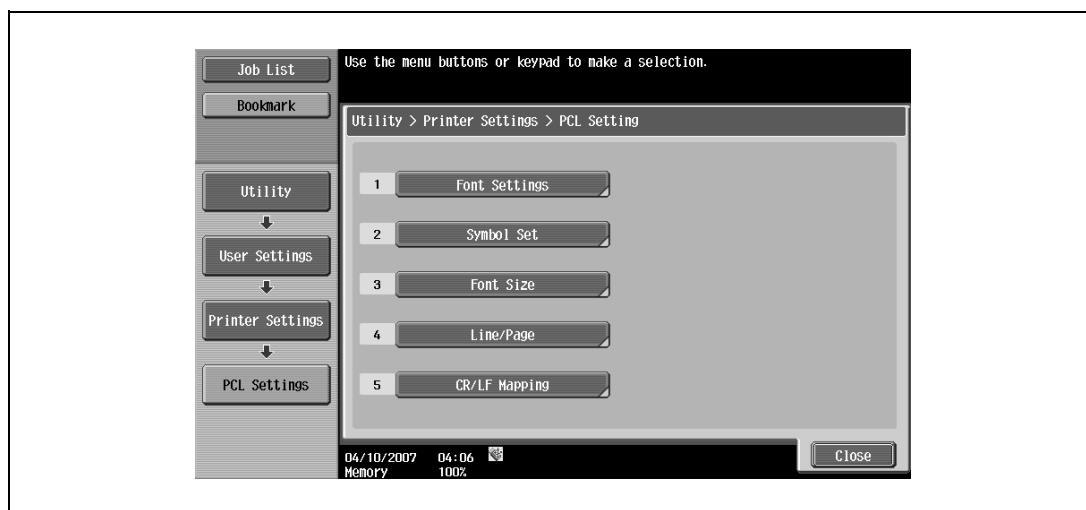 Job List
Bookmark
Utility
User Settings
Printer Settings
PCL Settings
Use the menu buttons or keypad to make a selection.
Utility > Printer Settings > PCL Setting
1 Font Settings
2 Symbol Set
3 Font Size
4 Line/Page
5 CR/LF Mapping
04/10/2007 04:06
Memory 100%
Close